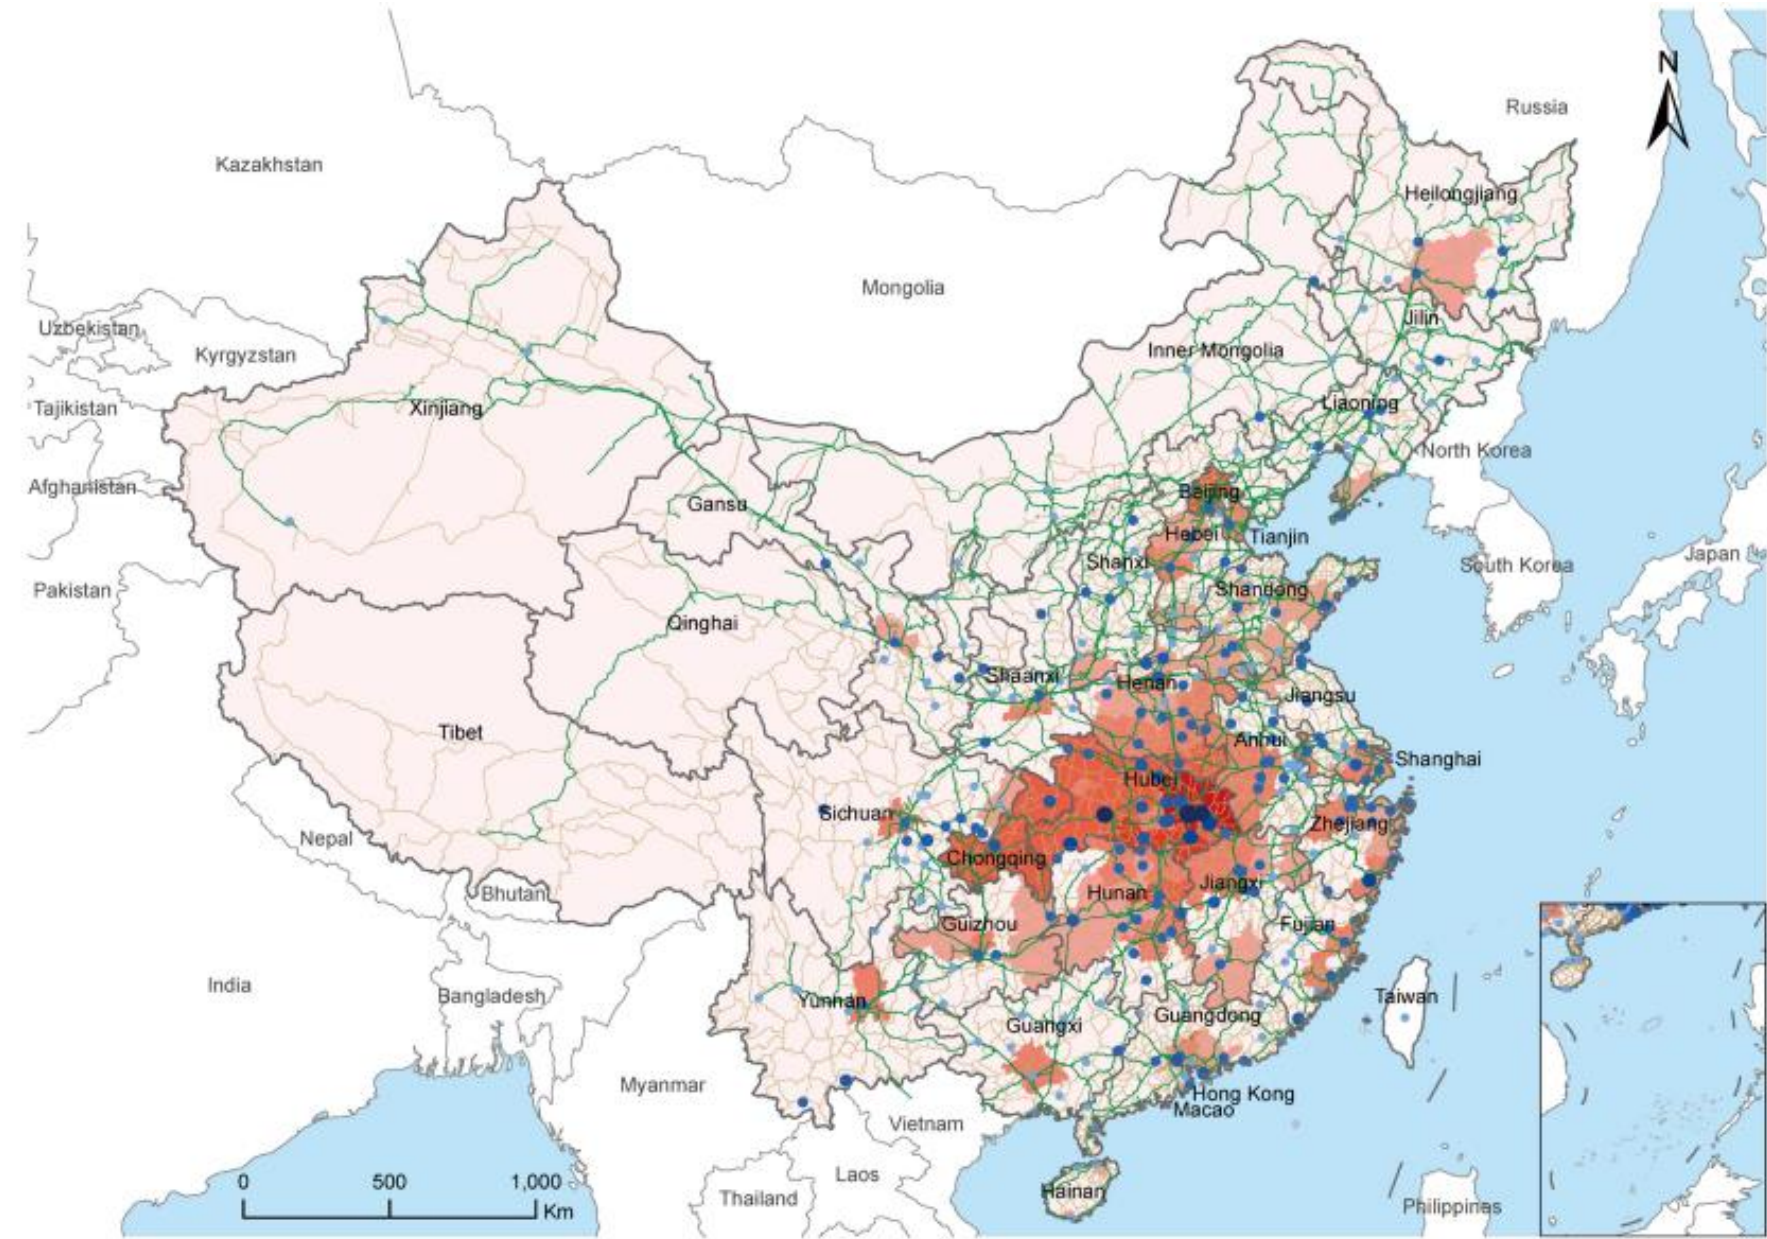 N
Russia
Kazakhstan
Heilongjiang
Mongolia
Jilin
Uzbekistan
Kyrgyzstan
Inner Mongolia
Tajikistan
Xinjiang
Liaoning
North Korea
Afghanistan
Gansu
Beijing
Hebei
Tianjin
Shanxi
South Korea
Japan
Pakistan
Shandong
Qinghai
Shaanxi
Henan
Jiangsu
Tibet
Anhui
Shanghai
Hubei
Sichuan
Zhejiang
Nepal
Chongqing
Bhutan
Hunan
Jiangxi
Guizhou
Fujian
India
Bangladesh
Yunnan
Taiwan
Guangxi
Guangdong
Myanmar
Hong Kong
Macao
Vietnam
Laos
0 500 1,000
Km
Thailand
Hainan
Philippines